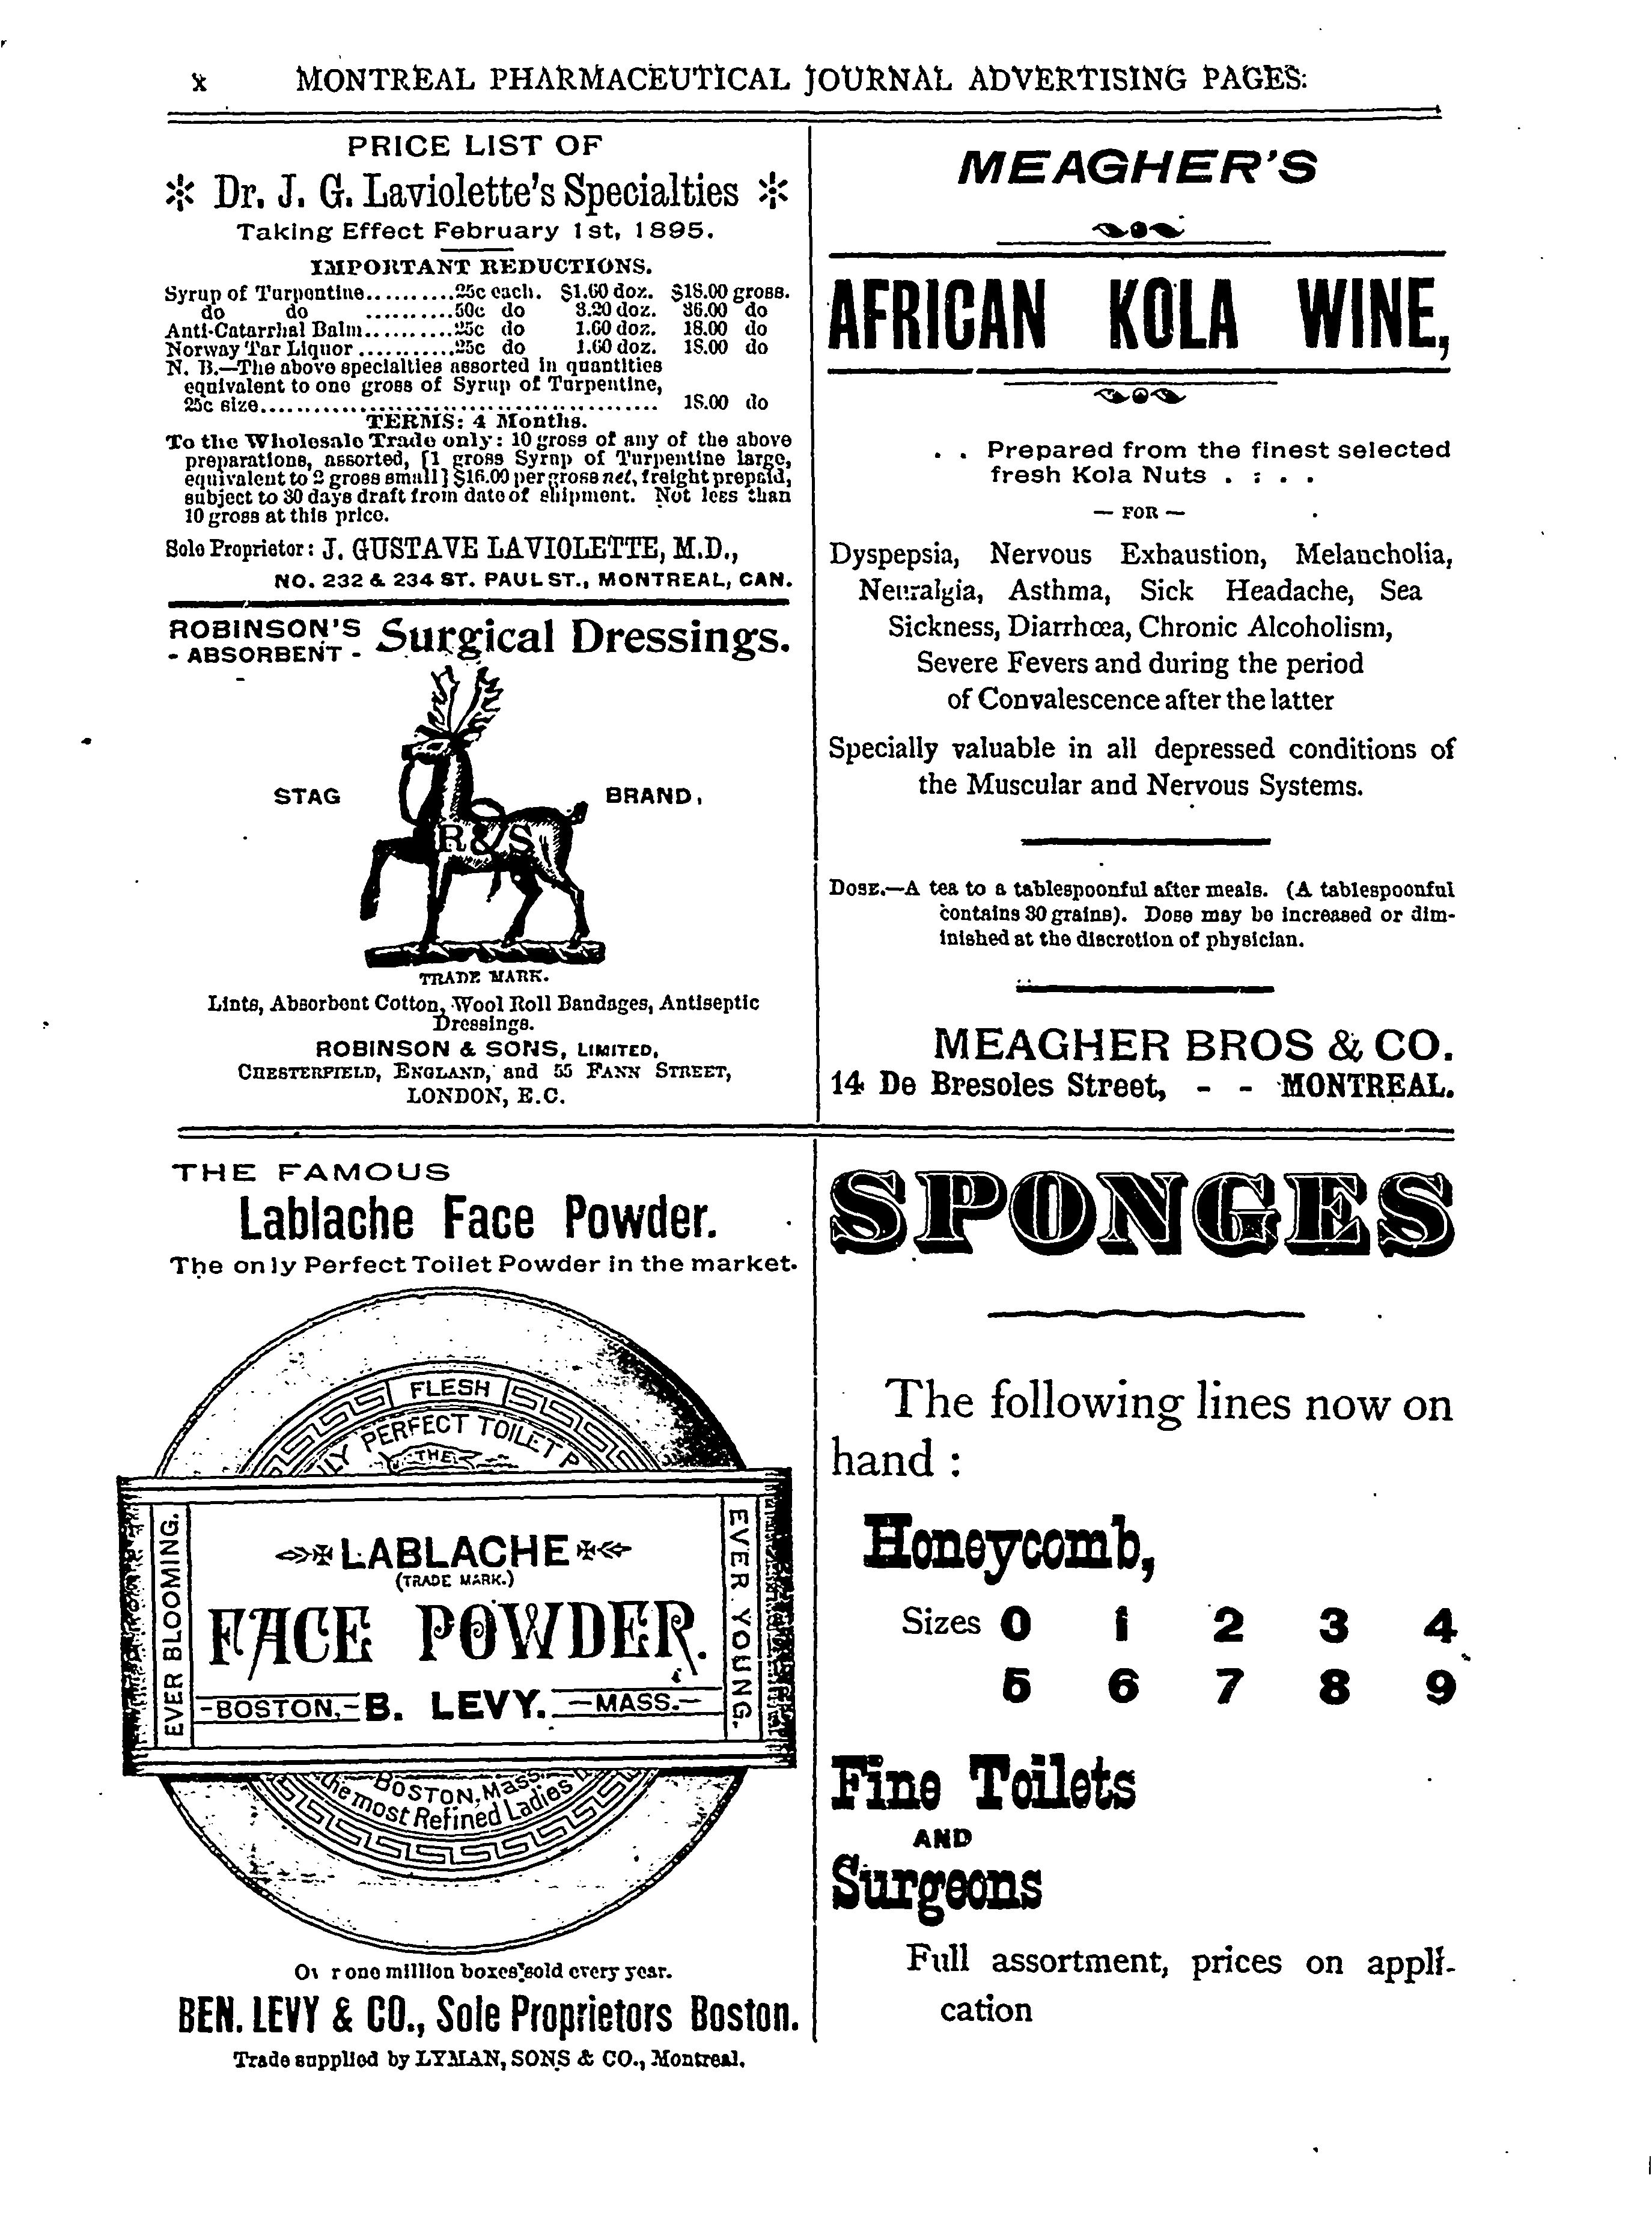 x MONTREAL PHARMACEUTICAL JOURNAL ADVERTISING PAGES:
PRICE LIST OF
Dr. J. G. Laviolette's Specialties
Taking Effect February 1st, 1895.
IMPORTANT REDUCTIONS.
Syrup of Turpentine..........25c each. $1.60 doz. $18.00 gross.
do do ..........50c do 3.20 doz. 36.00 do
Anti-Catarrhal Balm..........25c do 1.60 doz. 18.00 do
Norway Tar Liquor ...........25c do 1.60 doz. 18.00 do
N. B.—The above specialties assorted in quantities
equivalent to one gross of Syrup of Turpentine,
25c size............................................ 18.00 do
TERMS: 4 Months.
To the Wholesale Trade only: 10 gross of any of the above
preparations, assorted, [1 gross Syrup of Turpentine large,
equivalent to 2 gross small] $16.00 per gross net, freight prepaid,
subject to 30 days draft from date of shipment. Not less than
10 gross at this price.
Sole Proprietor: J. GUSTAVE LAVIOLETTE, M.D.,
NO. 232 & 234 ST. PAUL ST., MONTREAL, CAN.
ROBINSON'S
- ABSORBENT - Surgical Dressings.
STAG BRAND,
R&S
TRADE MARK.
Lints, Absorbent Cotton, Wool Roll Bandages, Antiseptic
Dressings.
ROBINSON & SONS, LIMITED,
CHESTERFIELD, ENGLAND, and 55 FANN STREET,
LONDON, E.C.
MEAGHER'S
AFRICAN KOLA WINE,
. . Prepared from the finest selected
fresh Kola Nuts . : . .
— FOR —
Dyspepsia, Nervous Exhaustion, Melancholia,
Neuralgia, Asthma, Sick Headache, Sea
Sickness, Diarrhœa, Chronic Alcoholism,
Severe Fevers and during the period
of Convalescence after the latter
Specially valuable in all depressed conditions of
the Muscular and Nervous Systems.
DOSE.—A tea to a tablespoonful after meals. (A tablespoonful
contains 30 grains). Dose may be increased or dim-
inished at the discretion of physician.
MEAGHER BROS & CO.
14 De Bresoles Street, - - MONTREAL.
THE FAMOUS
Lablache Face Powder.
The only Perfect Toilet Powder in the market.
FLESH
PERFECT TOILET P
THE
EVER BLOOMING.
LABLACHE
(TRADE MARK.)
FACE POWDER.
-BOSTON,- B. LEVY. -MASS.-
EVER YOUNG.
BOSTON, Mass.
the most Refined Ladies
one million boxes sold every year.
BEN. LEVY & CO., Sole Proprietors Boston.
Trade supplied by LYMAN, SONS & CO., Montreal.
SPONGES
The following lines now on
hand :
Honeycomb,
Sizes 0 1 2 3 4
5 6 7 8 9
Fine Toilets
AND
Surgeons
Full assortment, prices on appli-
cation